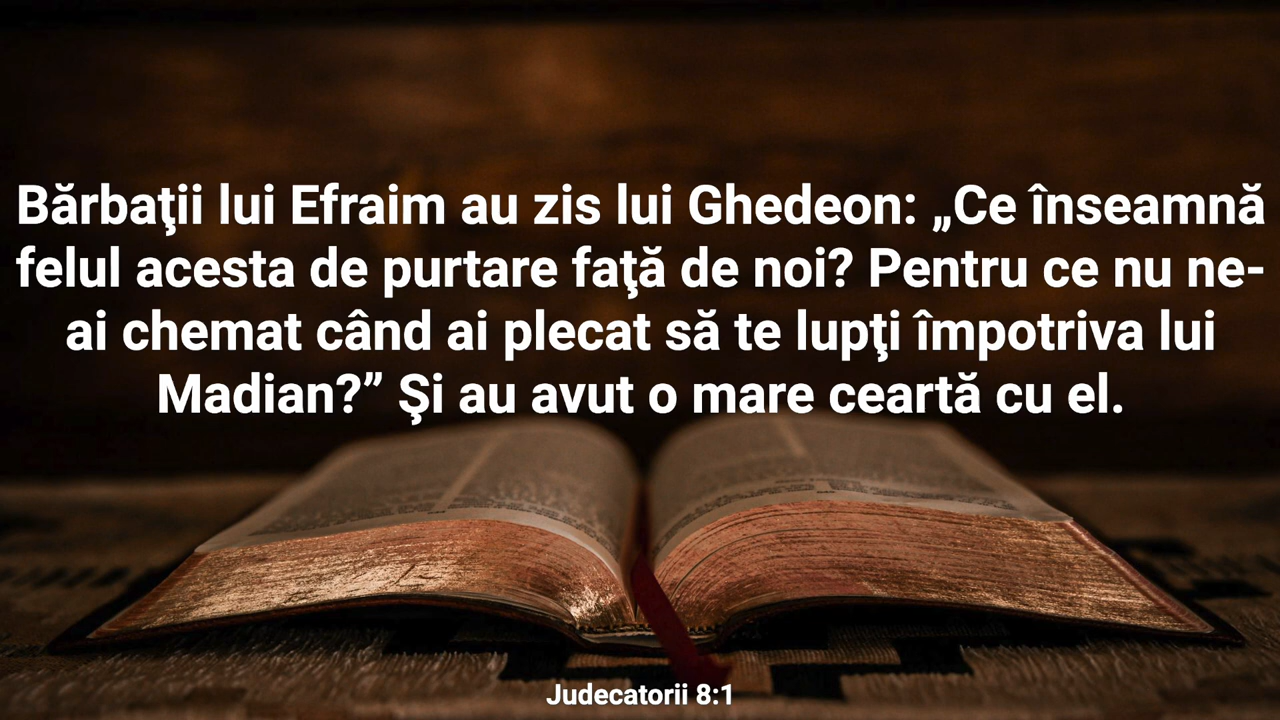 Bărbaţii lui Efraim au zis lui Ghedeon: „Ce înseamnă
felul acesta de purtare faţă de noi? Pentru ce nu ne-
ai chemat când ai plecat să te lupţi împotriva lui
Madian?” Şi au avut o mare ceartă cu el.
Judecatorii 8:1